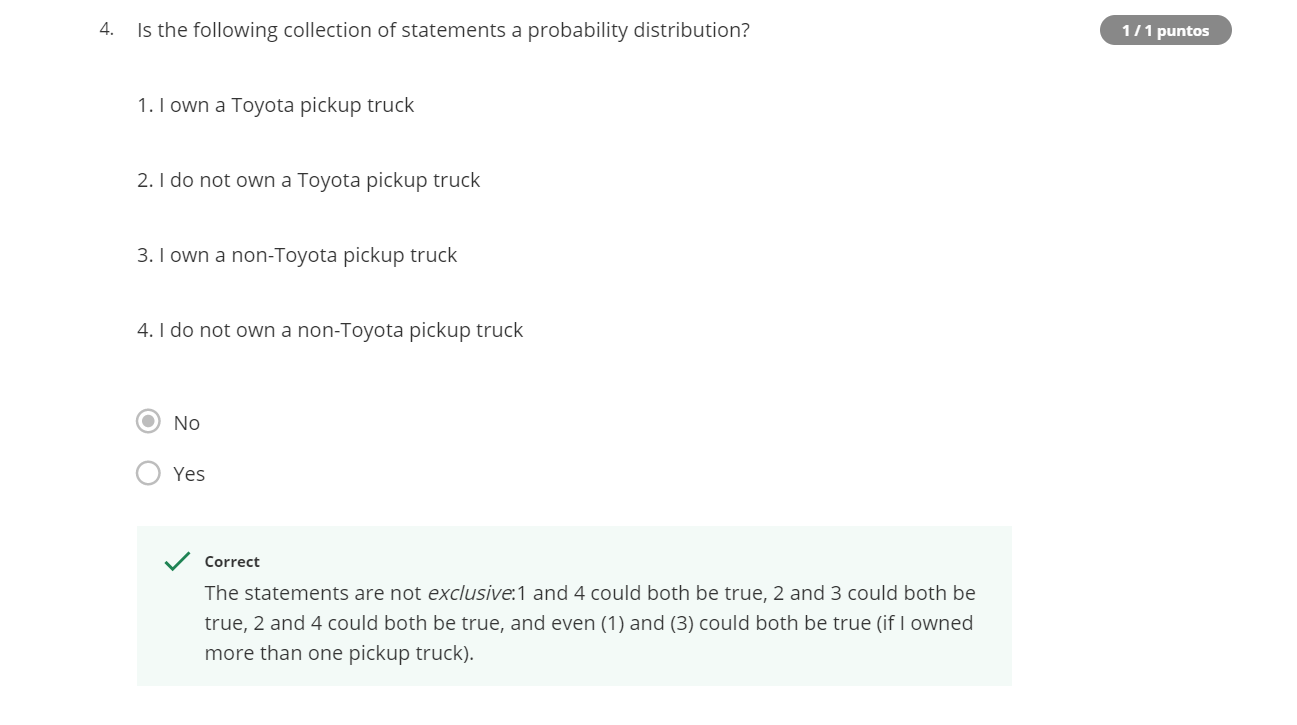 4. Is the following collection of statements a probability distribution?
1 / 1 puntos
1. I own a Toyota pickup truck
2. I do not own a Toyota pickup truck
3. I own a non-Toyota pickup truck
4. I do not own a non-Toyota pickup truck
No
Yes
Correct
The statements are not exclusive:1 and 4 could both be true, 2 and 3 could both be
true, 2 and 4 could both be true, and even (1) and (3) could both be true (if I owned
more than one pickup truck).